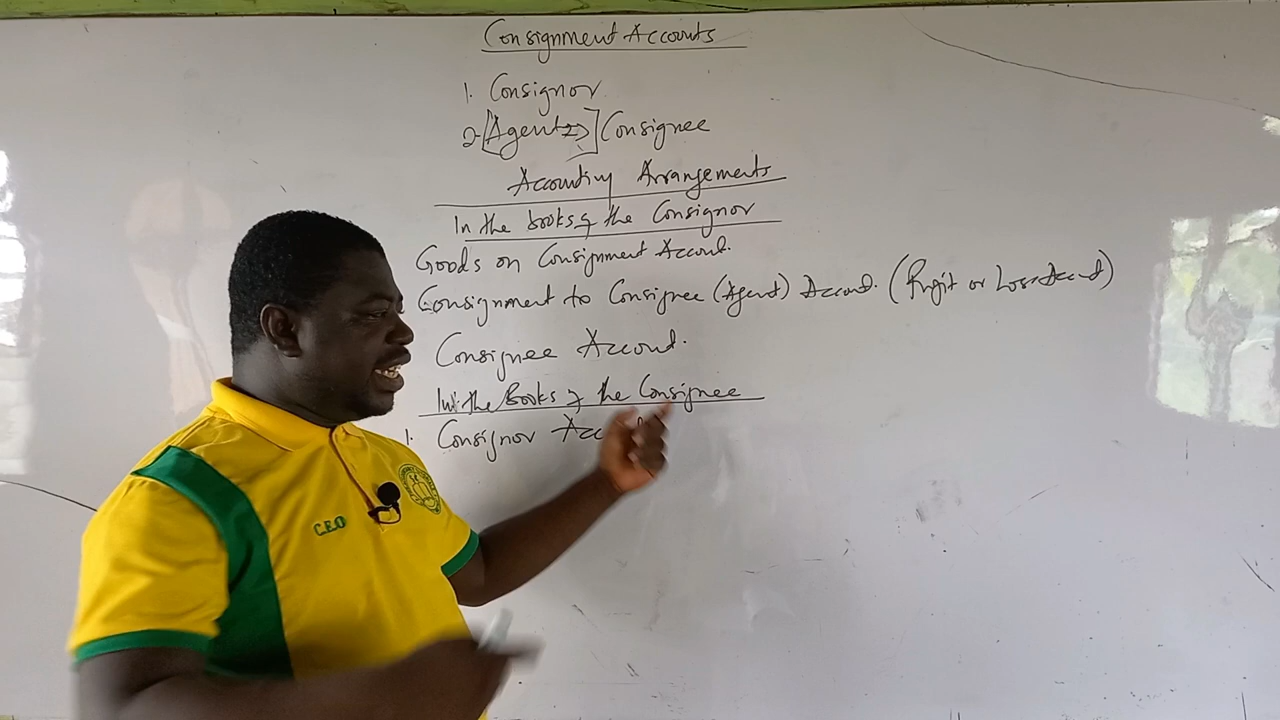 Consignment Accounts
1. Consignor
2. [Agent] Consignee
Accounting Arrangements
In the books of the Consignor
Goods on Consignment Account.
Consignment to Consignee (Agent) Account. (Profit or Loss Account)
Consignee Account.
In the Books of the Consignee
1. Consignor
C.E.O